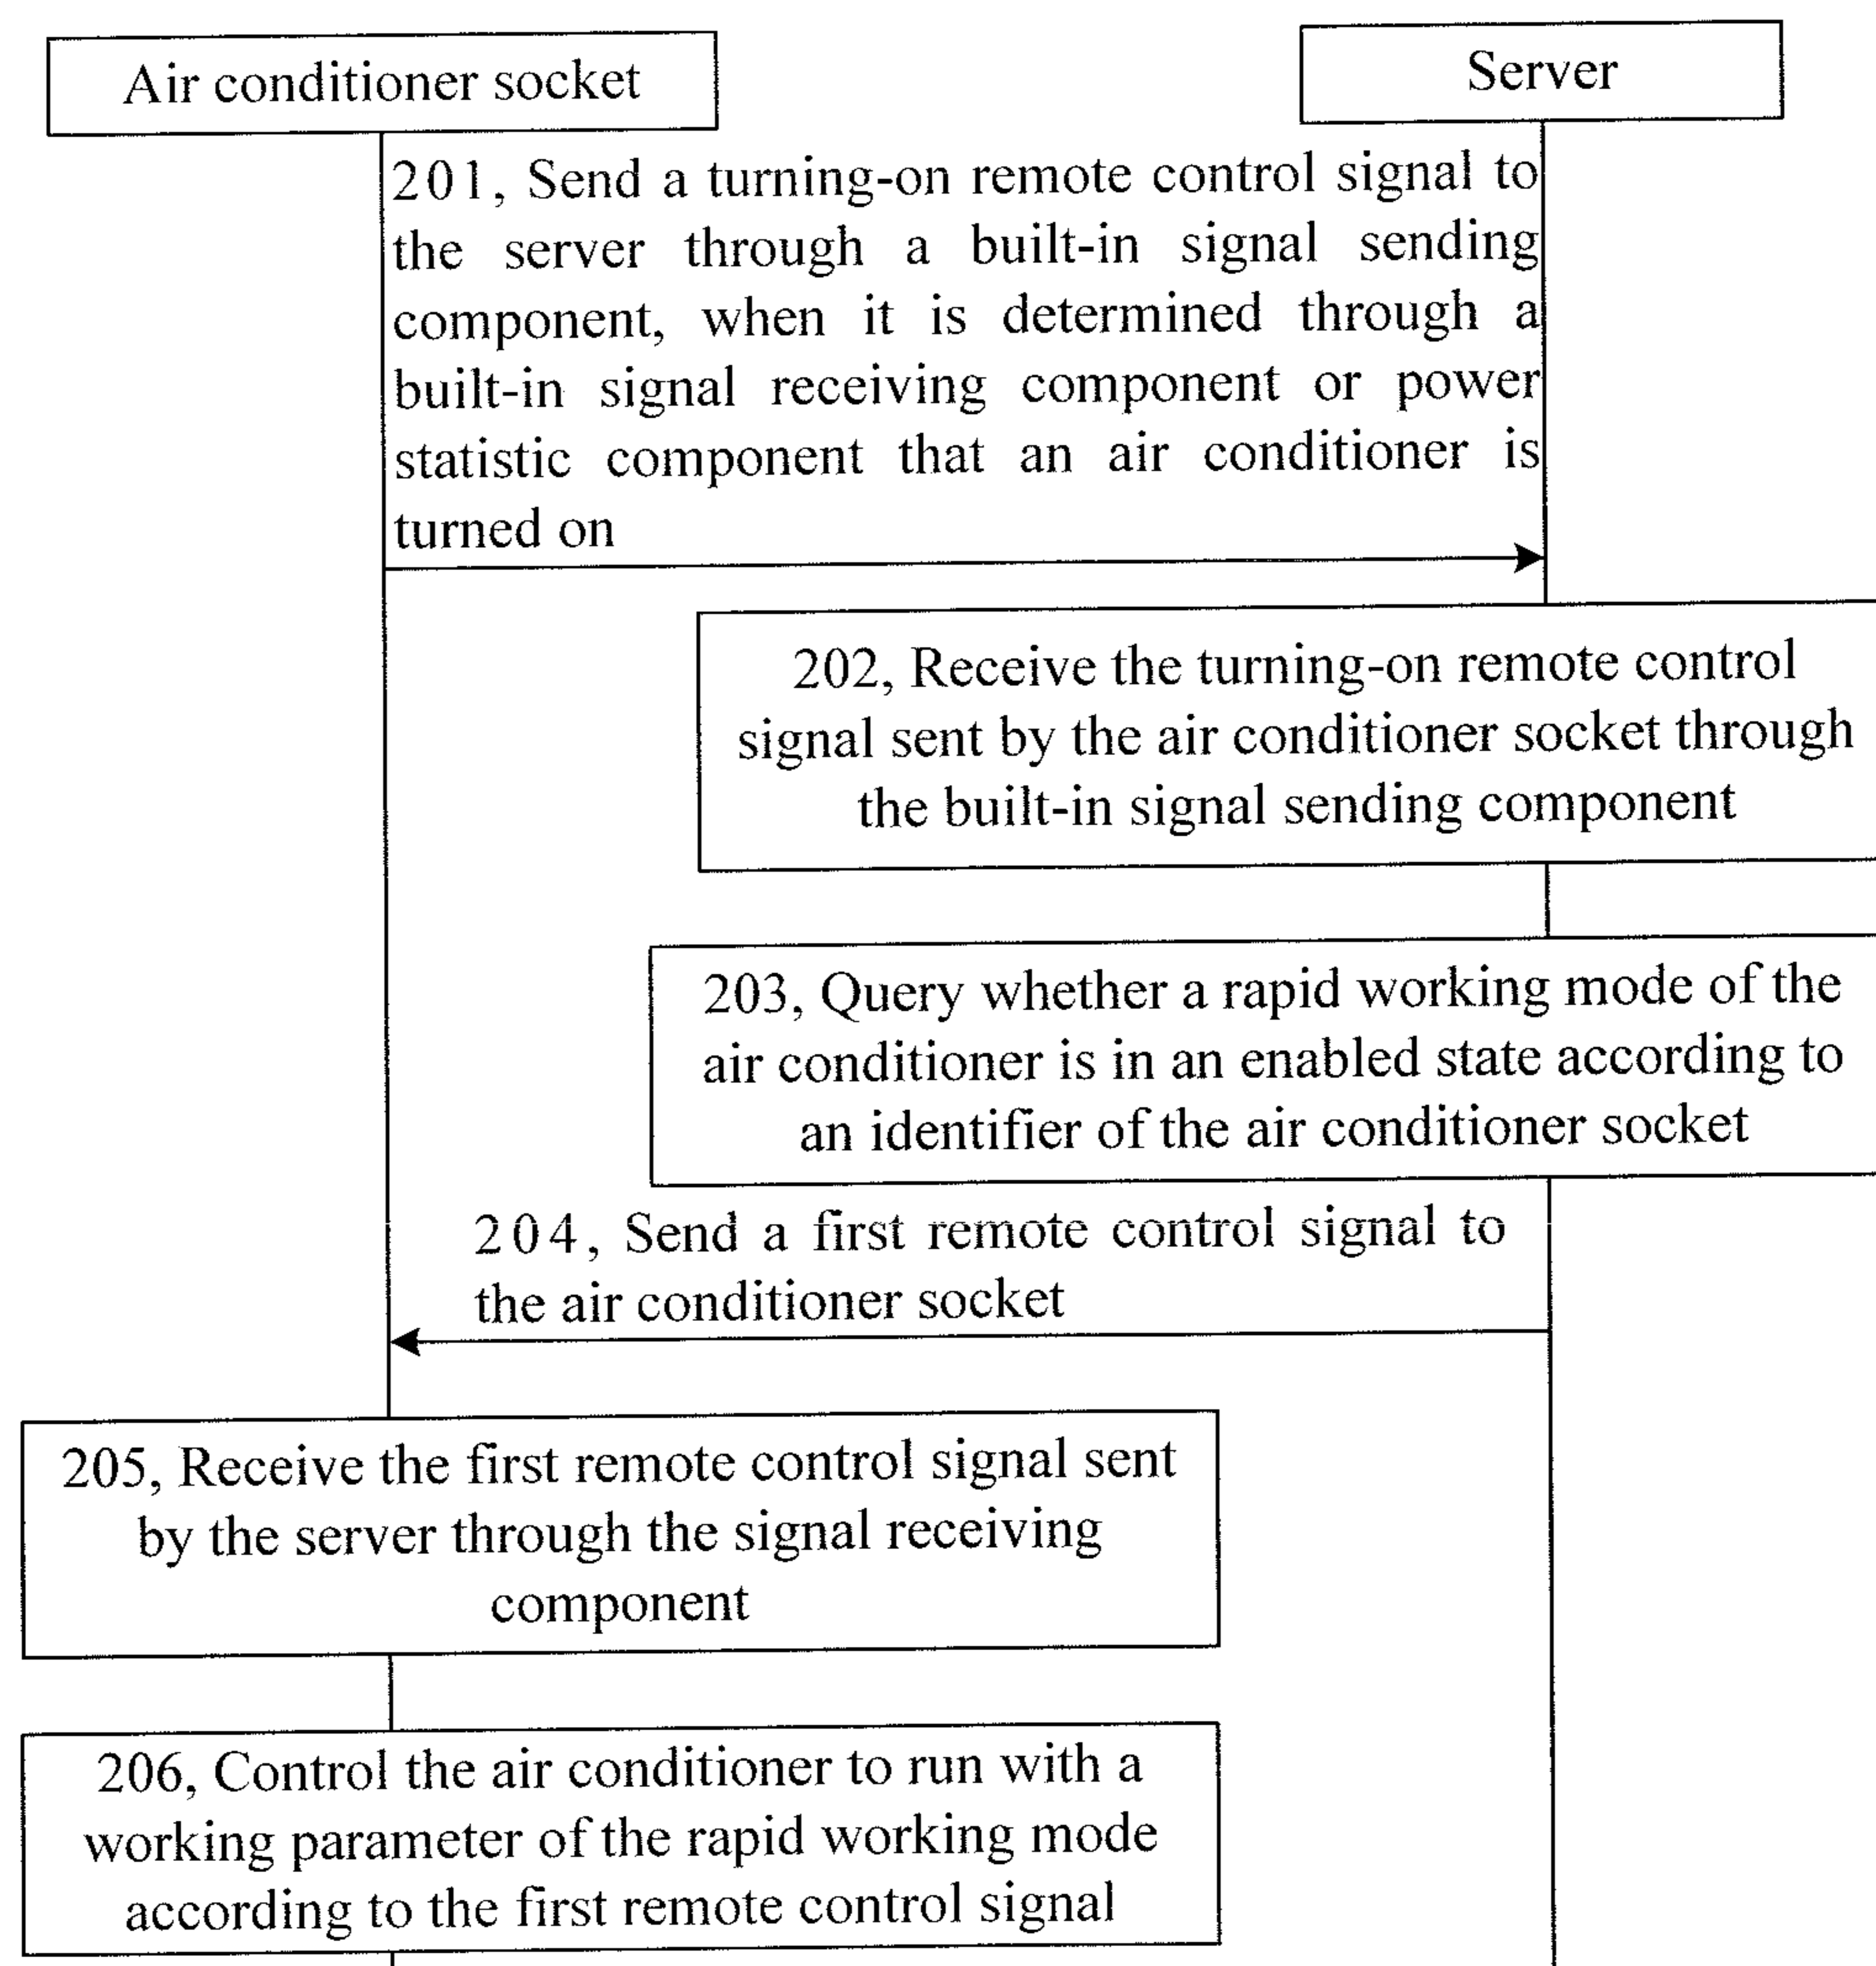 Air conditioner socket
Server
201, Send a turning-on remote control signal to
the server through a built-in signal sending
component, when it is determined through a
built-in signal receiving component or power
statistic component that an air conditioner is
turned on
202, Receive the turning-on remote control
signal sent by the air conditioner socket through
the built-in signal sending component
203, Query whether a rapid working mode of the
air conditioner is in an enabled state according to
an identifier of the air conditioner socket
204, Send a first remote control signal to
the air conditioner socket
205, Receive the first remote control signal sent
by the server through the signal receiving
component
206, Control the air conditioner to run with a
working parameter of the rapid working mode
according to the first remote control signal